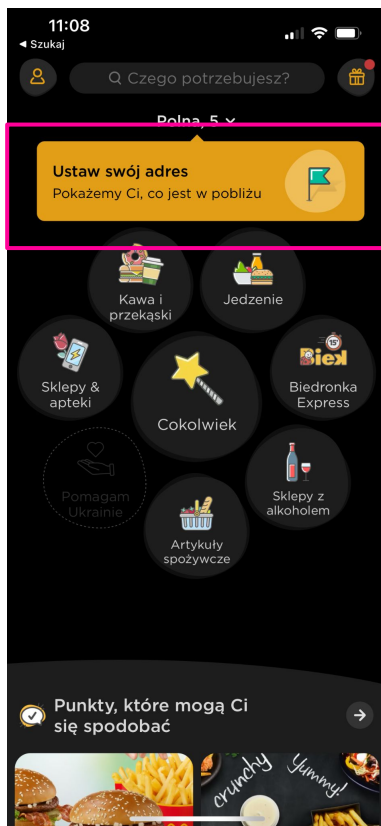 11:08
◀ Szukaj
Czego potrzebujesz?
Polna, 5
Ustaw swój adres
Pokażemy Ci, co jest w pobliżu
Kawa i
przekąski
Jedzenie
Sklepy &
apteki
Cokolwiek
15'
Biek
Biedronka
Express
Pomagam
Ukrainie
Sklepy z
alkoholem
Artykuły
spożywcze
Punkty, które mogą Ci
się spodobać
crunchy
Yummy!